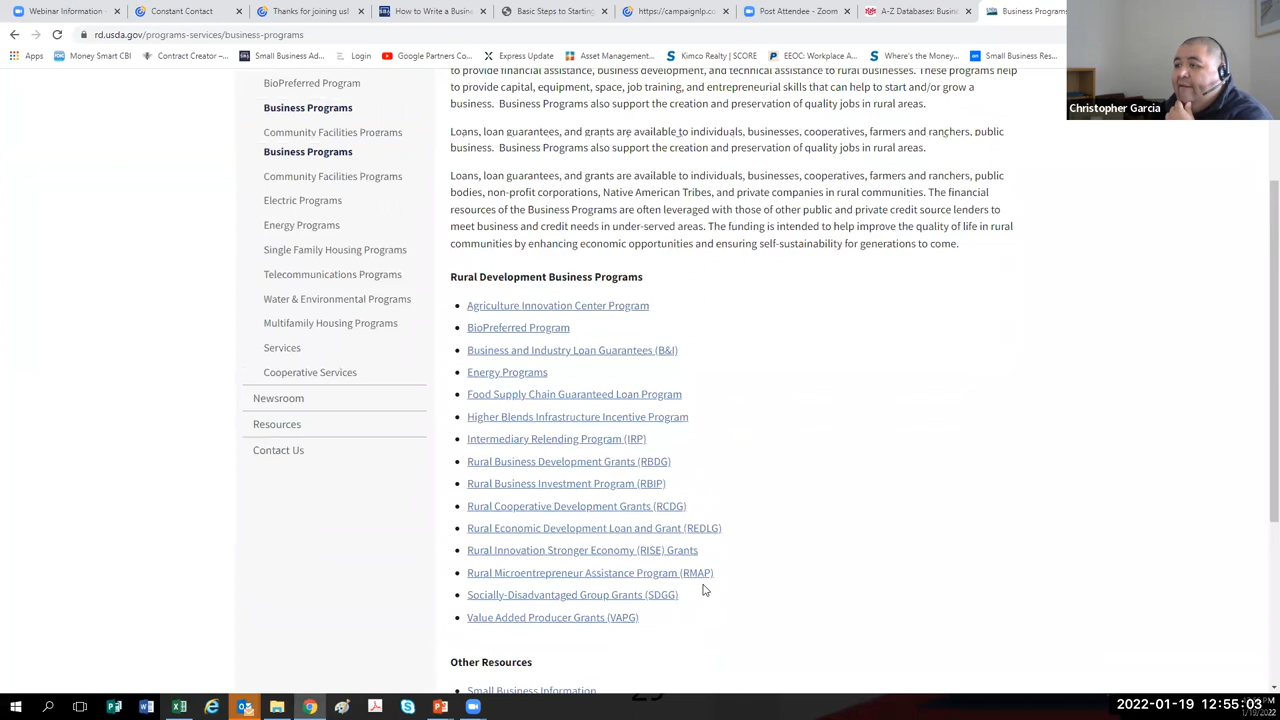 Webinar Information -
Constant Contact
Thanks for joining us!
How to Write a Busine
Basic Steps to Starting
https://campaignlp.co
Post Attendee - Zoom
A-Z Databases: Busin
Business Programs
rd.usda.gov/programs-services/business-programs
Apps
Money Smart CBI
Contract Creator –...
Small Business Ad...
Login
Google Partners Co...
Express Update
Asset Management...
Kimco Realty | SCORE
EEOC: Workplace A...
Where's the Money...
Small Business Res...
Christopher Garcia
BioPreferred Program
Business Programs
Community Facilities Programs
Business Programs
Community Facilities Programs
Electric Programs
Energy Programs
Single Family Housing Programs
Telecommunications Programs
Water & Environmental Programs
Multifamily Housing Programs
Services
Cooperative Services
Newsroom
Resources
Contact Us
to provide financial assistance, business development, and technical assistance to rural businesses. These programs help
to provide capital, equipment, space, job training, and entrepreneurial skills that can help to start and/or grow a
business. Business Programs also support the creation and preservation of quality jobs in rural areas.
Loans, loan guarantees, and grants are available to individuals, businesses, cooperatives, farmers and ranchers, public
business. Business Programs also support the creation and preservation of quality jobs in rural areas.
Loans, loan guarantees, and grants are available to individuals, businesses, cooperatives, farmers and ranchers, public
bodies, non-profit corporations, Native American Tribes, and private companies in rural communities. The financial
resources of the Business Programs are often leveraged with those of other public and private credit source lenders to
meet business and credit needs in under-served areas. The funding is intended to help improve the quality of life in rural
communities by enhancing economic opportunities and ensuring self-sustainability for generations to come.
Rural Development Business Programs
Agriculture Innovation Center Program
BioPreferred Program
Business and Industry Loan Guarantees (B&I)
Energy Programs
Food Supply Chain Guaranteed Loan Program
Higher Blends Infrastructure Incentive Program
Intermediary Relending Program (IRP)
Rural Business Development Grants (RBDG)
Rural Business Investment Program (RBIP)
Rural Cooperative Development Grants (RCDG)
Rural Economic Development Loan and Grant (REDLG)
Rural Innovation Stronger Economy (RISE) Grants
Rural Microentrepreneur Assistance Program (RMAP)
Socially-Disadvantaged Group Grants (SDGG)
Value Added Producer Grants (VAPG)
Other Resources
Small Business Information
2022-01-19 12:55:03